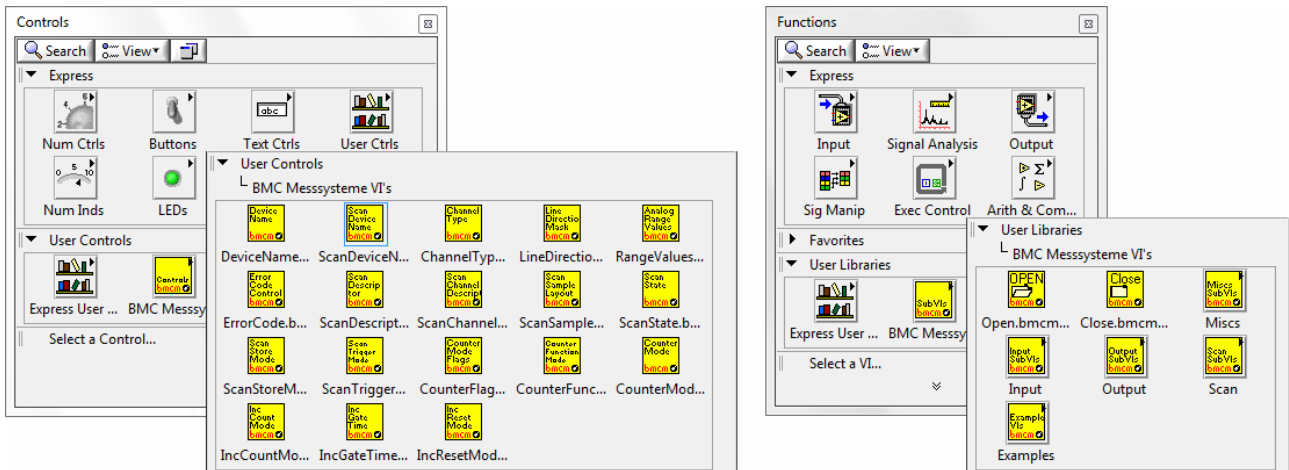 Controls
Search View
Express
Num Ctrls Buttons Text Ctrls User Ctrls
Num Inds LEDs
User Controls
Express User ... BMC Messsy
Select a Control...
User Controls
BMC Messsysteme VI's
Device Name bmcm
Scan Device Name bmcm
Channel Type bmcm
Line Directio Mask bmcm
Analog Range Values bmcm
DeviceName... ScanDeviceN... ChannelTyp... LineDirectio... RangeValues...
Error Code Control bmcm
Scan Descrip tor bmcm
Scan Channel Descript bmcm
Scan Sample Layout bmcm
Scan State bmcm
ErrorCode.b... ScanDescript... ScanChannel... ScanSample... ScanState.b...
Scan Store Mode bmcm
Scan Trigger Mode bmcm
Counter Mode Flags bmcm
Counter Function Mode bmcm
Counter Mode bmcm
ScanStoreM... ScanTrigger... CounterFlag... CounterFunc... CounterMod...
Inc Count Mode bmcm
Inc Gate Time bmcm
Inc Reset Mode bmcm
IncCountMo... IncGateTime... IncResetMod...
Functions
Search View
Express
Input Signal Analysis Output
Sig Manip Exec Control Arith & Com...
Favorites
User Libraries
Express User ... BMC Messsy
Select a VI...
User Libraries
BMC Messsysteme VI's
OPEN bmcm
Close bmcm
Miscs SubVIs bmcm
Open.bmcm... Close.bmcm... Miscs
Input SubVIs bmcm
Output SubVIs bmcm
Scan SubVIs bmcm
Input Output Scan
Example VIs bmcm
Examples